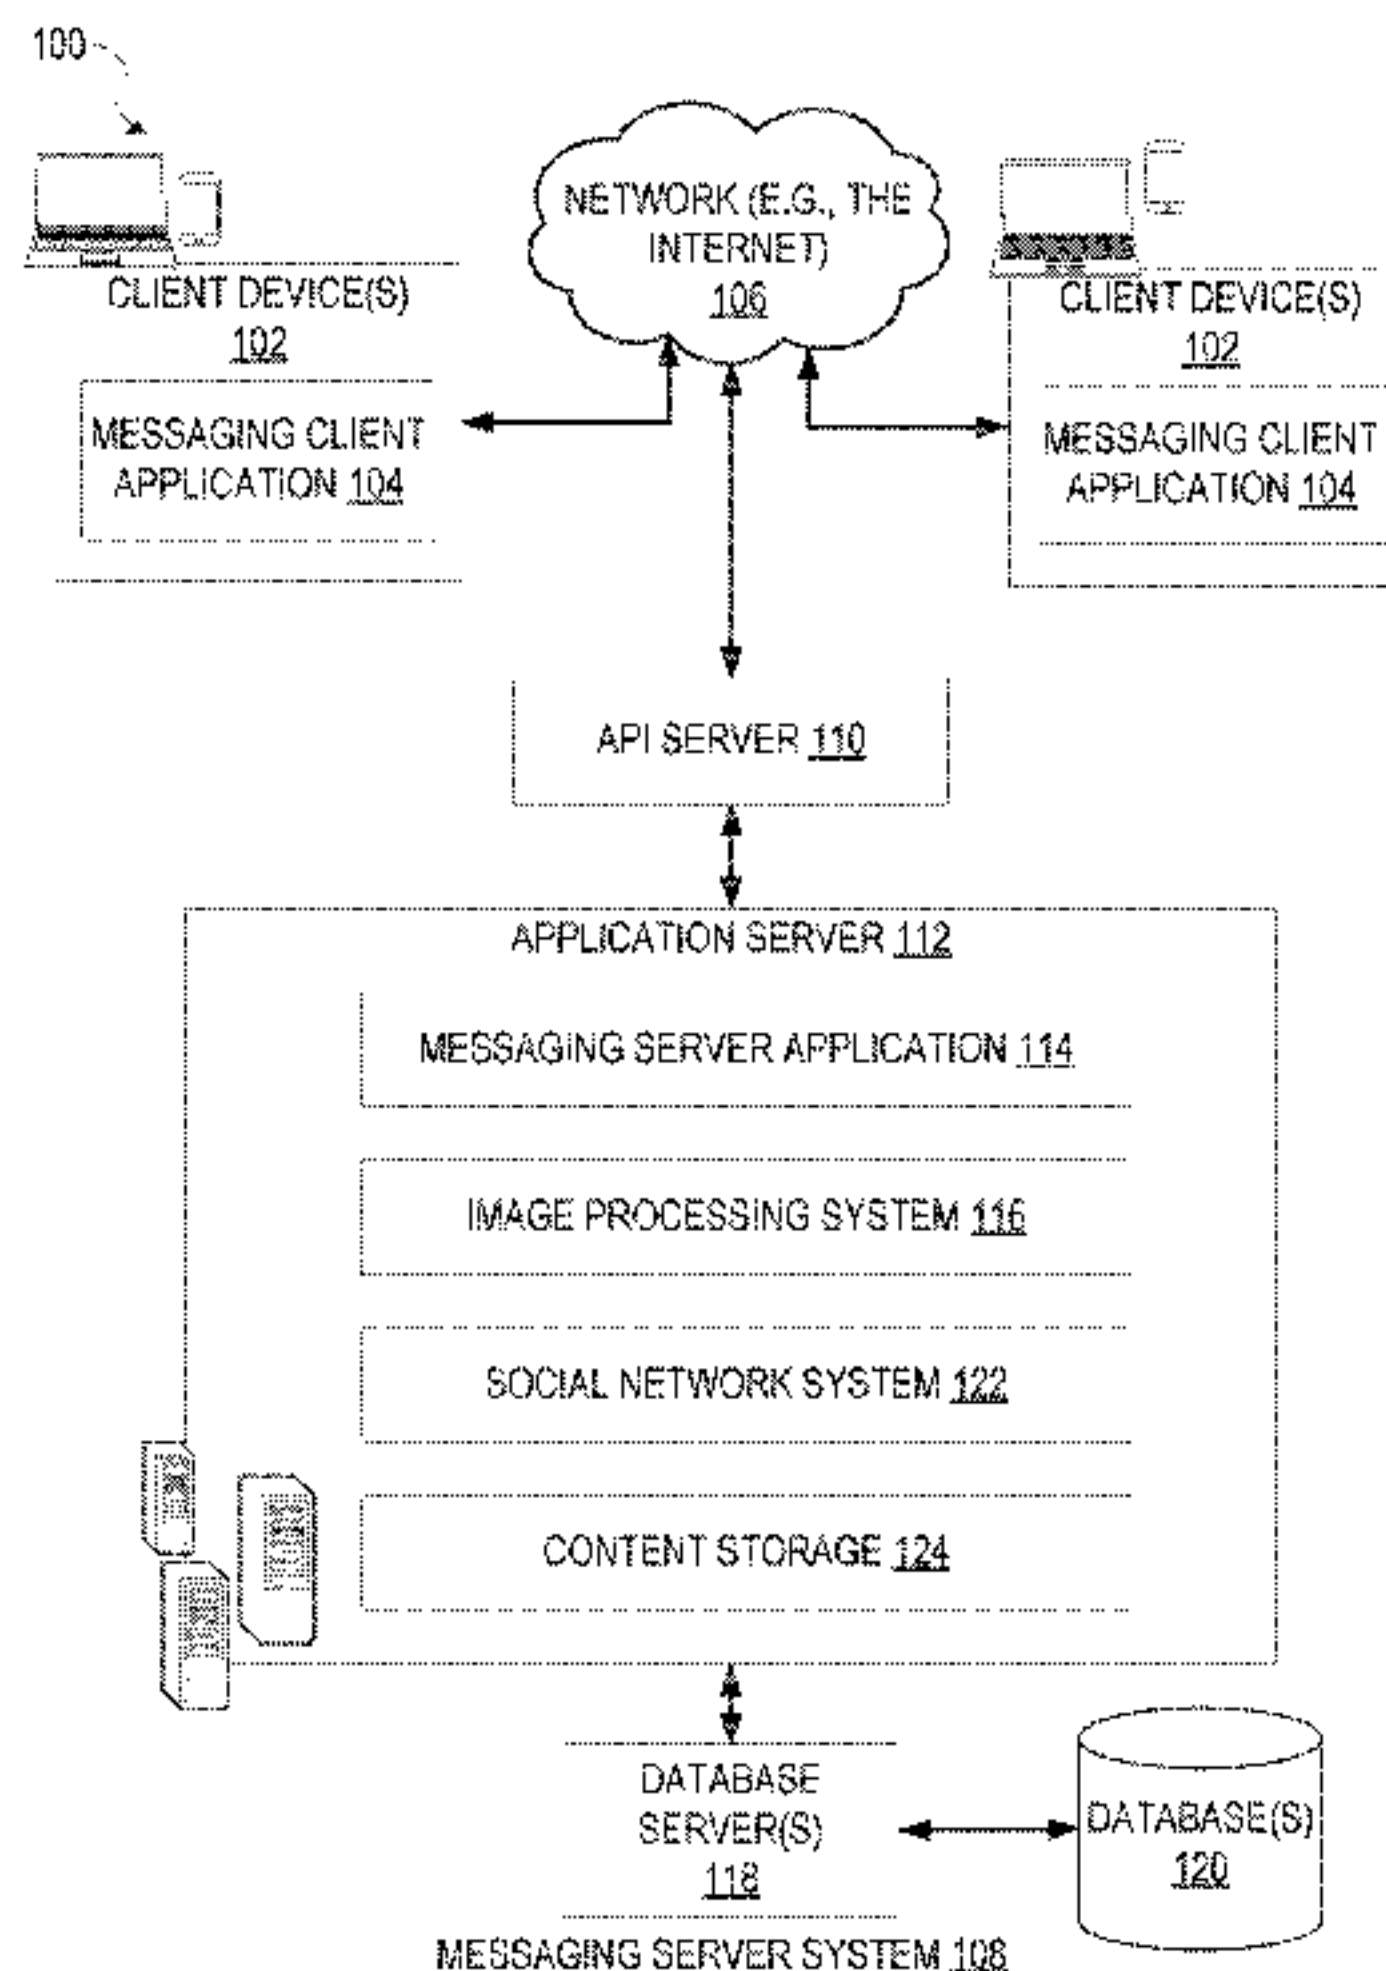 100
NETWORK (E.G., THE
INTERNET)
106
CLIENT DEVICE(S)
102
MESSAGING CLIENT
APPLICATION 104
CLIENT DEVICE(S)
102
MESSAGING CLIENT
APPLICATION 104
API SERVER 110
APPLICATION SERVER 112
MESSAGING SERVER APPLICATION 114
IMAGE PROCESSING SYSTEM 116
SOCIAL NETWORK SYSTEM 122
CONTENT STORAGE 124
DATABASE
SERVER(S)
118
DATABASE(S)
120
MESSAGING SERVER SYSTEM 108